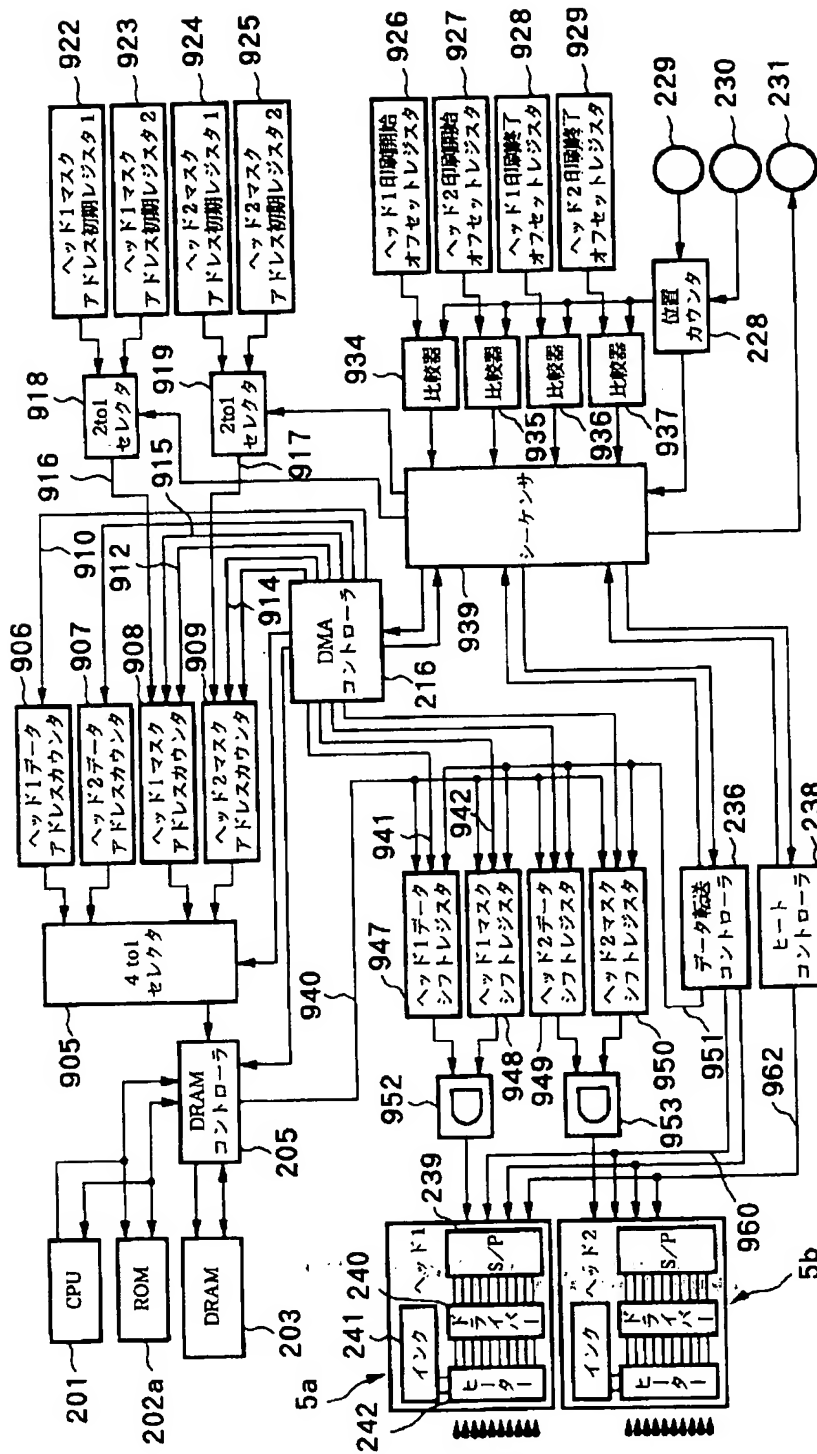 922
923
924
925
ヘッド1マスク
アドレス初期レジスタ1
ヘッド1マスク
アドレス初期レジスタ2
ヘッド2マスク
アドレス初期レジスタ1
ヘッド2マスク
アドレス初期レジスタ2
918
2to1
セレクタ
919
2to1
セレクタ
916
915
917
910
912
914
906
907
908
909
ヘッド1データ
アドレスカウンタ
ヘッド2データ
アドレスカウンタ
ヘッド1マスク
アドレスカウンタ
ヘッド2マスク
アドレスカウンタ
4to1
セレクタ
905
DRAM
コントローラ
205
CPU
201
ROM
202a
DRAM
203
940
DMA
コントローラ
216
926
927
928
929
ヘッド1印刷開始
オフセットレジスタ
ヘッド2印刷開始
オフセットレジスタ
ヘッド1印刷終了
オフセットレジスタ
ヘッド2印刷終了
オフセットレジスタ
934
比較器
比較器
935
比較器
936
比較器
937
229
230
231
位置
カウンタ
228
シーケンサ
939
941
942
947
ヘッド1データ
シフトレジスタ
ヘッド1マスク
シフトレジスタ
948
ヘッド2データ
シフトレジスタ
949
ヘッド2マスク
シフトレジスタ
950
951
952
953
データ転送
コントローラ
236
ヒート
コントローラ
238
962
960
239
240
241
242
5a
ヘッド1
S/P
ドライバー
インク
ヒーター
ヘッド2
S/P
ドライバー
インク
ヒーター
5b